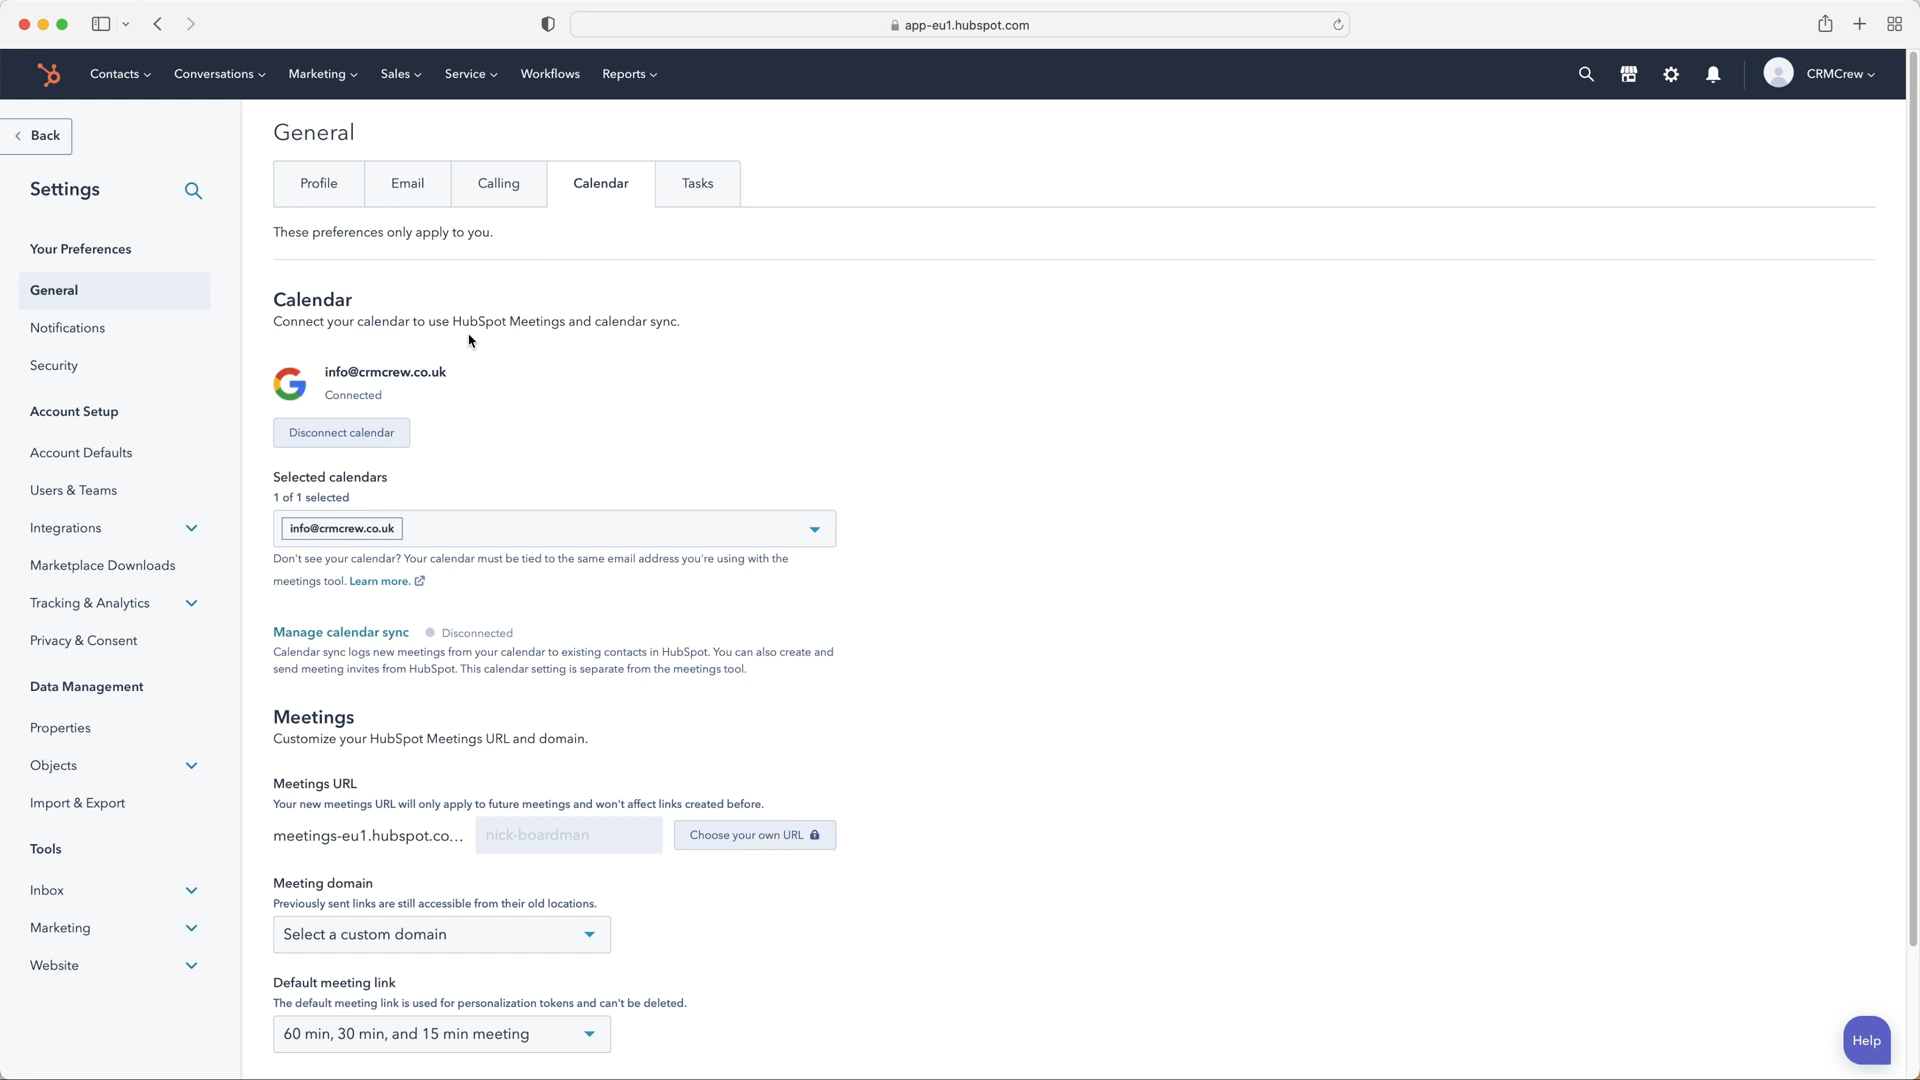 app-eu1.hubspot.com
Contacts Conversations Marketing Sales Service Workflows Reports CRMCrew
Back
Settings
Your Preferences
General
Notifications
Security
Account Setup
Account Defaults
Users & Teams
Integrations
Marketplace Downloads
Tracking & Analytics
Privacy & Consent
Data Management
Properties
Objects
Import & Export
Tools
Inbox
Marketing
Website
General
Profile Email Calling Calendar Tasks
These preferences only apply to you.
Calendar
Connect your calendar to use HubSpot Meetings and calendar sync.
info@crmcrew.co.uk
Connected
Disconnect calendar
Selected calendars
1 of 1 selected
info@crmcrew.co.uk
Don't see your calendar? Your calendar must be tied to the same email address you're using with the
meetings tool. Learn more.
Manage calendar sync Disconnected
Calendar sync logs new meetings from your calendar to existing contacts in HubSpot. You can also create and
send meeting invites from HubSpot. This calendar setting is separate from the meetings tool.
Meetings
Customize your HubSpot Meetings URL and domain.
Meetings URL
Your new meetings URL will only apply to future meetings and won't affect links created before.
meetings-eu1.hubspot.co... nick-boardman Choose your own URL
Meeting domain
Previously sent links are still accessible from their old locations.
Select a custom domain
Default meeting link
The default meeting link is used for personalization tokens and can't be deleted.
60 min, 30 min, and 15 min meeting
Help